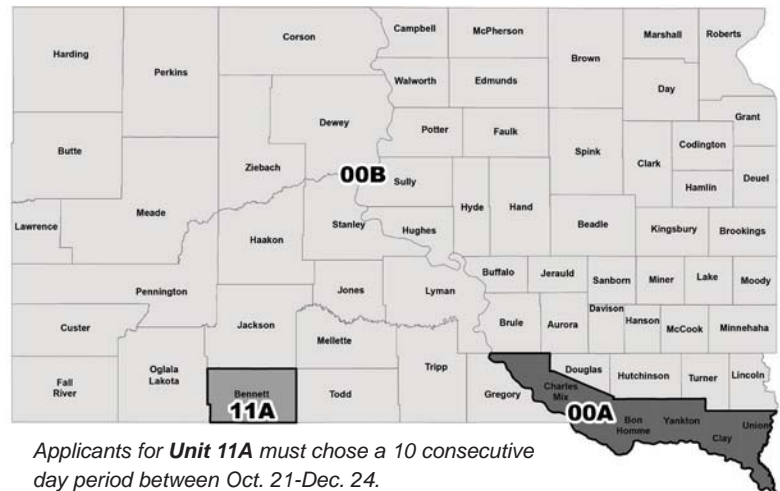 Harding
Perkins
Corson
Campbell
McPherson
Brown
Marshall
Roberts
Walworth
Edmunds
Day
Grant
Butte
Dewey
Potter
Faulk
Codington
Ziebach
00B
Sully
Spink
Clark
Deuel
Hamlin
Meade
Hyde
Hand
Lawrence
Stanley
Hughes
Beadle
Kingsbury
Brookings
Haakon
Buffalo
Jerauld
Sanborn
Miner
Lake
Moody
Pennington
Jones
Lyman
Davison
Hanson
McCook
Minnehaha
Custer
Jackson
Brule
Aurora
Mellette
Fall
River
Oglala
Lakota
Bennett
11A
Todd
Tripp
Gregory
Charles
Mix
Douglas
Hutchinson
Turner
Lincoln
00A
Bon
Homme
Yankton
Clay
Union
Applicants for Unit 11A must chose a 10 consecutive
day period between Oct. 21-Dec. 24.